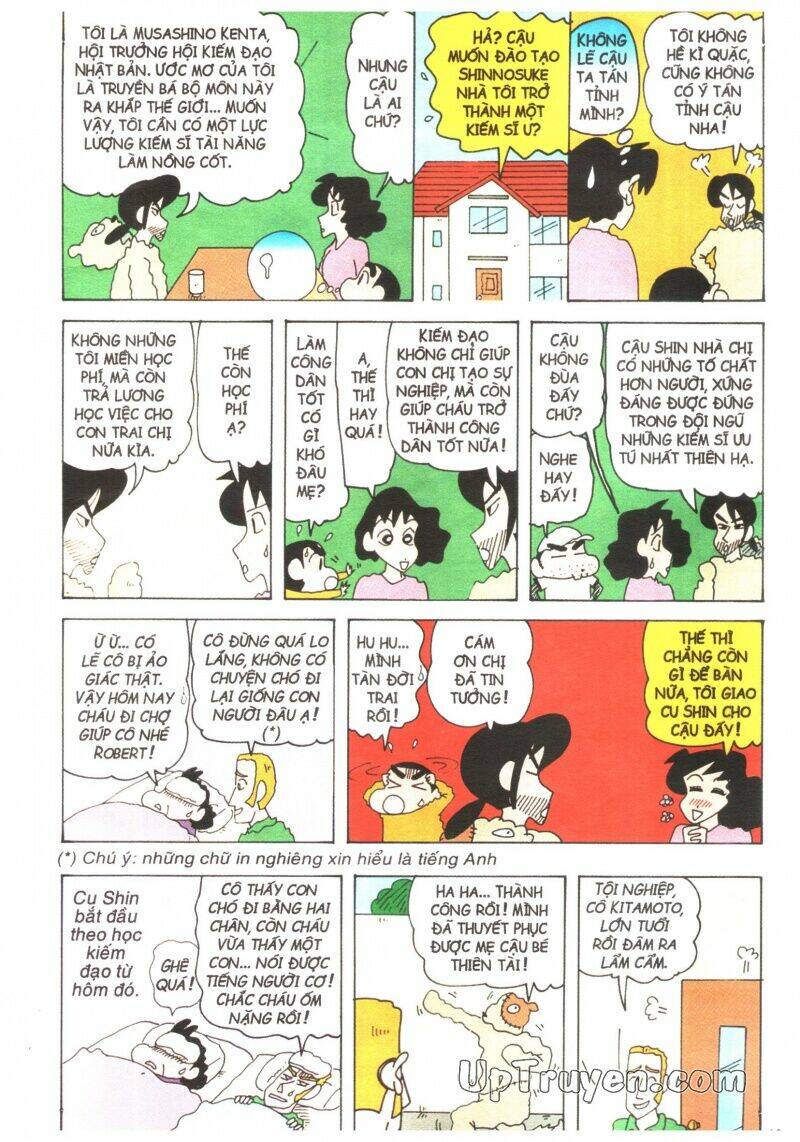 TÔI KHÔNG
HỀ KÌ QUẶC,
CŨNG KHÔNG
CÓ Ý TÁN
TỈNH CẬU
NHA!
KHÔNG
LẼ CẬU
TA TÁN
TỈNH
MÌNH?
HẢ? CẬU
MUỐN ĐÀO TẠO
SHINNOSUKE
NHÀ TÔI TRỞ
THÀNH MỘT
KIẾM SĨ Ư?
NHƯNG
CẬU
LÀ AI
CHỨ?
TÔI LÀ MUSASHINO KENTA,
HỘI TRƯỞNG HỘI KIẾM ĐẠO
NHẬT BẢN. ƯỚC MƠ CỦA TÔI
LÀ TRUYỀN BÁ BỘ MÔN NÀY
RA KHẮP THẾ GIỚI... MUỐN
VẬY, TÔI CẦN CÓ MỘT LỰC
LƯỢNG KIẾM SĨ TÀI NĂNG
LÀM NÒNG CỐT.
CẬU SHIN NHÀ CHỊ
CÓ NHỮNG TỐ CHẤT
HƠN NGƯỜI, XỨNG
ĐÁNG ĐƯỢC ĐỨNG
TRONG ĐỘI NGŨ
NHỮNG KIẾM SĨ ƯU
TÚ NHẤT THIÊN HẠ.
CẬU
KHÔNG
ĐÙA
ĐẤY
CHỨ?
NGHE
HAY
ĐẤY!
KIẾM ĐẠO
KHÔNG CHỈ GIÚP
CON CHỊ TẠO SỰ
NGHIỆP, MÀ CÒN
GIÚP CHÁU TRỞ
THÀNH CÔNG
DÂN TỐT NỮA!
A,
THẾ
THÌ
HAY
QUÁ!
LÀM
CÔNG
DÂN
TỐT
CÓ
GÌ
KHÓ
ĐÂU
MẸ?
THẾ
CÒN
HỌC
PHÍ
Ạ?
KHÔNG NHỮNG
TÔI MIỄN HỌC
PHÍ, MÀ CÒN
TRẢ LƯƠNG
HỌC VIỆC CHO
CON TRAI CHỊ
NỮA KÌA.
THẾ THÌ
CHẲNG CÒN
GÌ ĐỂ BÀN
NỮA, TÔI GIAO
CU SHIN CHO
CẬU ĐẤY!
CÁM
ƠN CHỊ
ĐÃ TIN
TƯỞNG!
HU HU...
MÌNH
TÀN ĐỜI
TRAI
RỒI!
CÔ ĐỪNG QUÁ LO
LẮNG, KHÔNG CÓ
CHUYỆN CHÓ ĐI
LẠI GIỐNG CON
NGƯỜI ĐÂU Ạ!
(*)
Ừ Ừ... CÓ
LẼ CÔ BỊ ẢO
GIÁC THẬT.
VẬY HÔM NAY
CHÁU ĐI CHỢ
GIÚP CÔ NHÉ
ROBERT!
(*) Chú ý: những chữ in nghiêng xin hiểu là tiếng Anh
TỘI NGHIỆP,
CÔ KITAMOTO,
LỚN TUỔI
RỒI ĐÂM RA
LẨM CẨM.
HA HA... THÀNH
CÔNG RỒI! MÌNH
ĐÃ THUYẾT PHỤC
ĐƯỢC MẸ CẬU BÉ
THIÊN TÀI!
CÔ THẤY CON
CHÓ ĐI BẰNG HAI
CHÂN, CÒN CHÁU
VỪA THẤY MỘT
CON... NÓI ĐƯỢC
TIẾNG NGƯỜI CƠ!
CHẮC CHÁU ỐM
NẶNG RỒI!
GHÊ
QUÁ!
Cu Shin
bắt đầu
theo học
kiếm
đạo từ
hôm đó.
UpTruyen.com